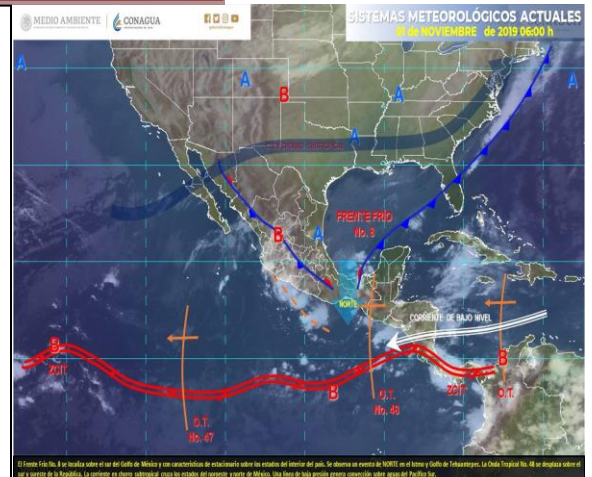 MEDIO AMBIENTE
CONAGUA
SISTEMAS METEOROLÓGICOS ACTUALES
01 de NOVIEMBRE de 2019 06:00 h
A
A
A
B
A
A
FRENTE FRÍO
No. 8
B
A
NORTE
CORRIENTE DE BAJO NIVEL
B
ZCIT
B
ZCIT
B
O.T.
No. 47
O.T.
No. 48
O.T.
El Frente Frío No. 8 se localiza sobre el sur del Golfo de México y con características de estacionario sobre los estados del interior del país. Se observa un evento de NORTE en el Istmo y Golfo de Tehuantepec. La Onda Tropical No. 48 se desplaza sobre el
sur y sureste de la República. La corriente en chorro subtropical cruza los estados del noroeste y norte de México. Una línea de baja presión genera convección sobre aguas del Pacífico Sur.